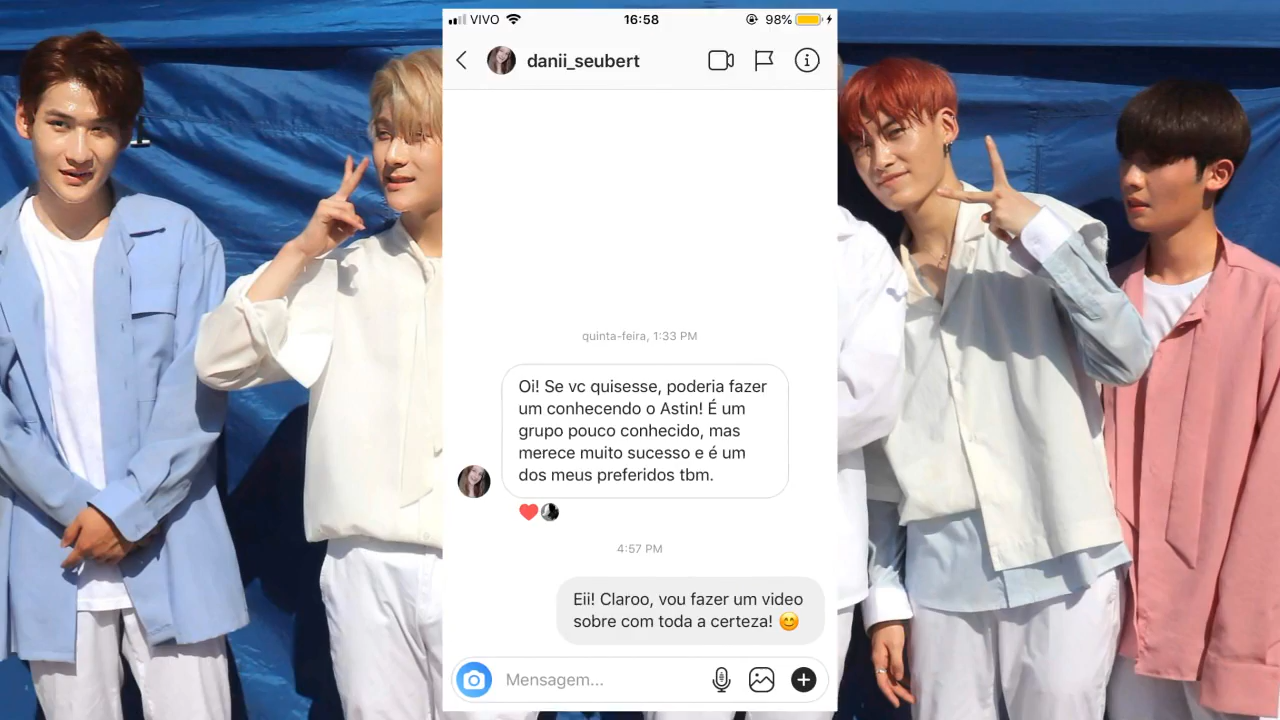 VIVO 16:58 98%
danii_seubert
quinta-feira, 1:33 PM
Oi! Se vc quisesse, poderia fazer
um conhecendo o Astin! É um
grupo pouco conhecido, mas
merece muito sucesso e é um
dos meus preferidos tbm.
4:57 PM
Eii! Claroo, vou fazer um video
sobre com toda a certeza! 😊
Mensagem...